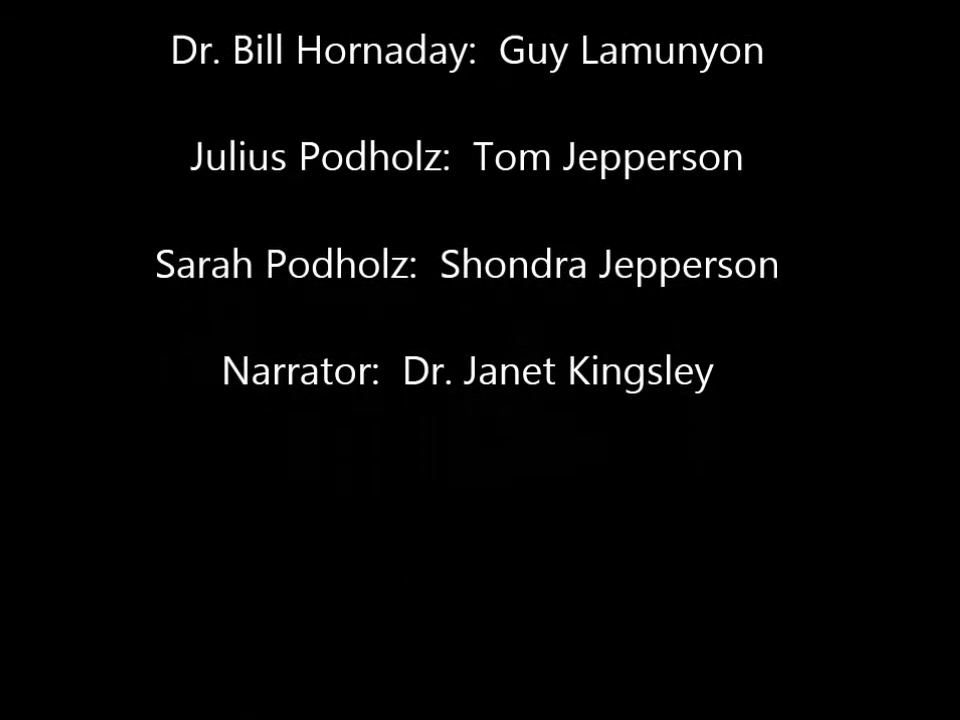 Dr. Bill Hornaday:  Guy Lamunyon
Julius Podholz:  Tom Jepperson
Sarah Podholz:  Shondra Jepperson
Narrator:  Dr. Janet Kingsley